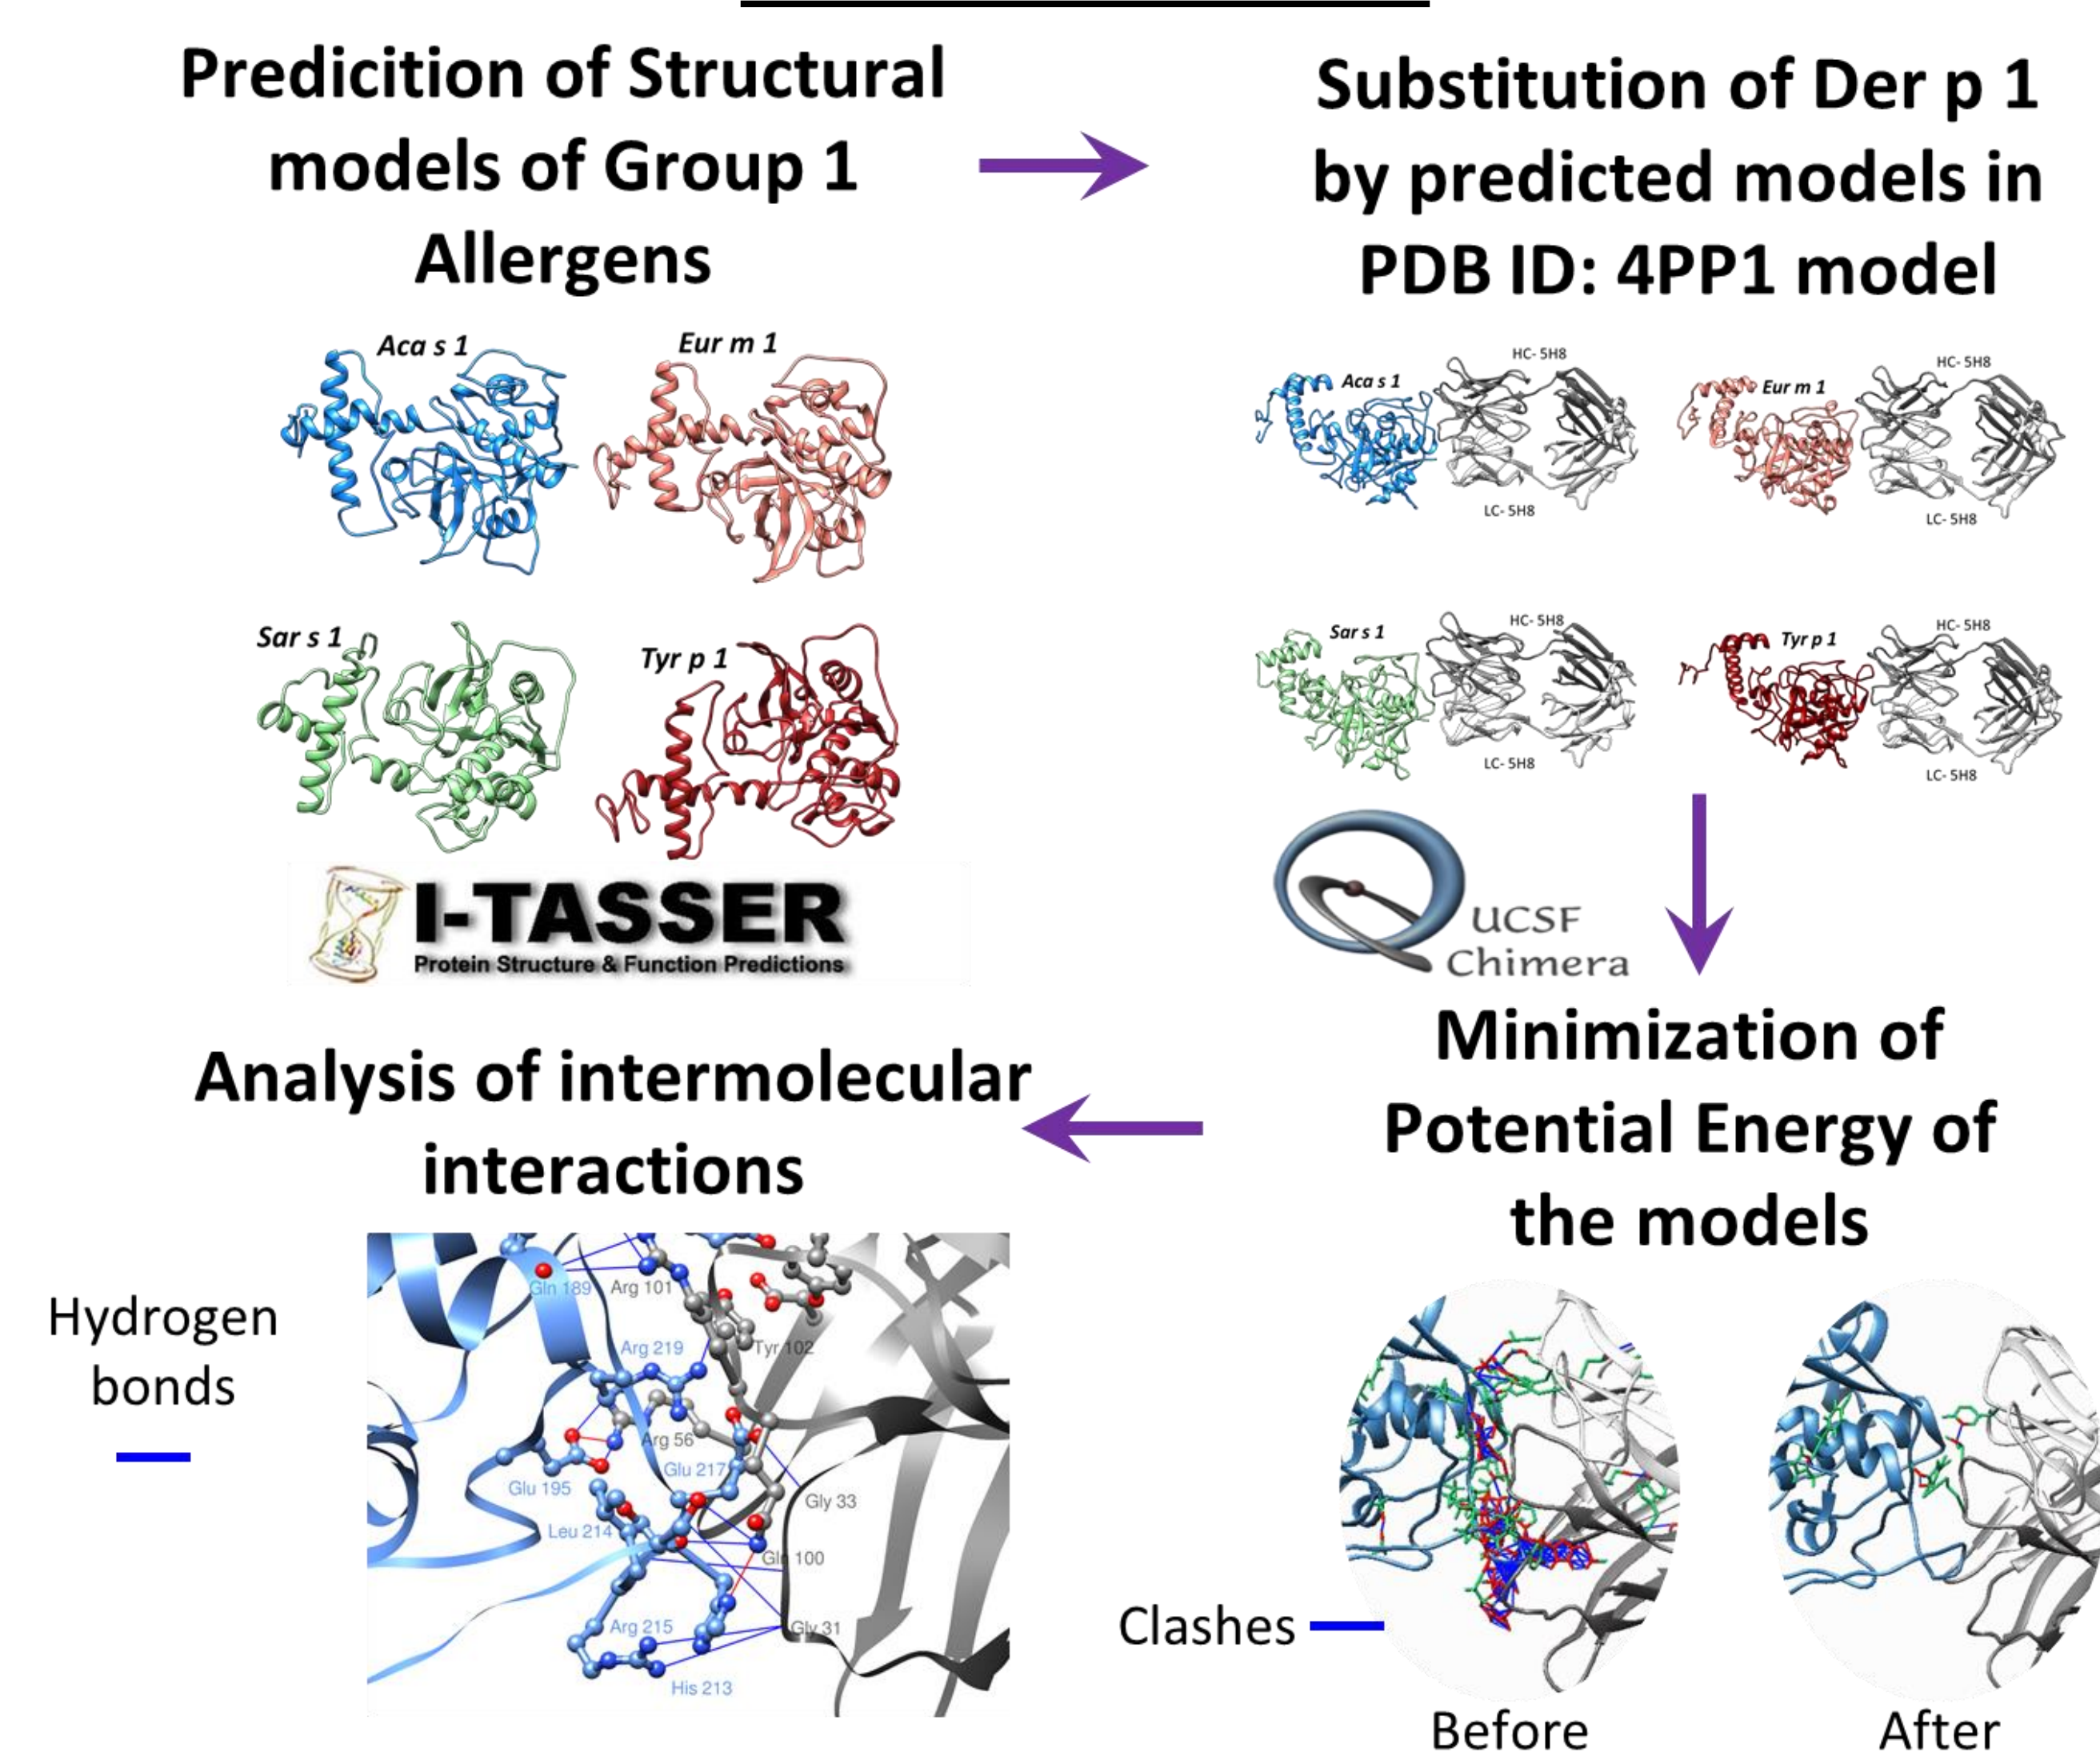 Predicition of Structural
models of Group 1
Allergens
Aca s 1
Eur m 1
Sar s 1
Tyr p 1
I-TASSER
Protein Structure & Function Predictions
Substitution of Der p 1
by predicted models in
PDB ID: 4PP1 model
HC- 5H8
Aca s 1
LC- 5H8
HC- 5H8
Eur m 1
LC- 5H8
HC- 5H8
Sar s 1
LC- 5H8
HC- 5H8
Tyr p 1
LC- 5H8
UCSF
Chimera
Minimization of
Potential Energy of
the models
Clashes
Before
After
Analysis of intermolecular
interactions
Hydrogen
bonds
Gln 189
Arg 101
Arg 219
Tyr 102
Arg 56
Glu 217
Glu 195
Gly 33
Leu 214
Gln 100
Arg 215
Gly 31
His 213